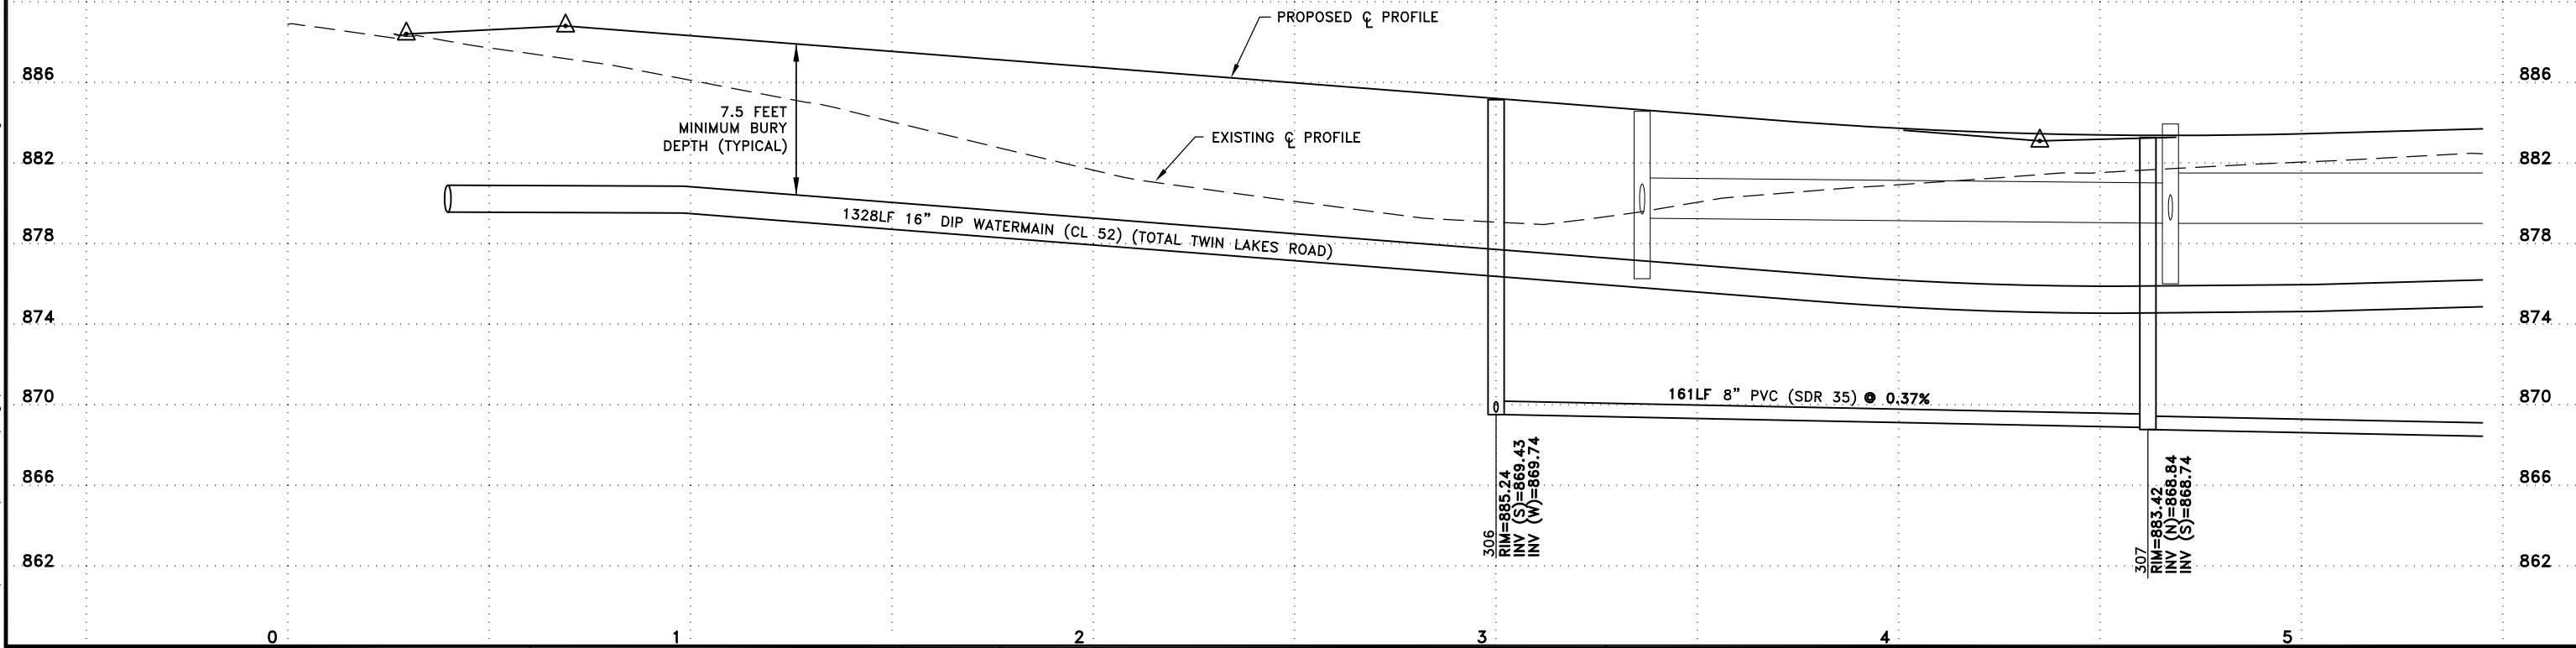 PROPOSED ℄ PROFILE
886
886
7.5 FEET
MINIMUM BURY
DEPTH (TYPICAL)
EXISTING ℄ PROFILE
882
882
1328LF 16" DIP WATERMAIN (CL 52) (TOTAL TWIN LAKES ROAD)
878
878
874
874
161LF 8" PVC (SDR 35) @ 0.37%
870
870
866
866
306
RIM=885.24
INV (S)=869.43
INV (W)=869.74
307
RIM=883.42
INV (N)=868.84
INV (S)=868.74
862
862
0
1
2
3
4
5